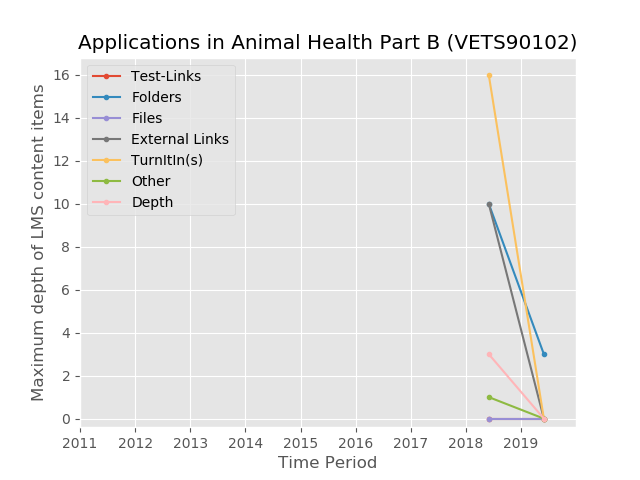 Applications in Animal Health Part B (VETS90102)
Maximum depth of LMS content items
16
14
12
10
8
6
4
2
0
Test-Links
Folders
Files
External Links
TurnItIn(s)
Other
Depth
2011 2012 2013 2014 2015 2016 2017 2018 2019
Time Period